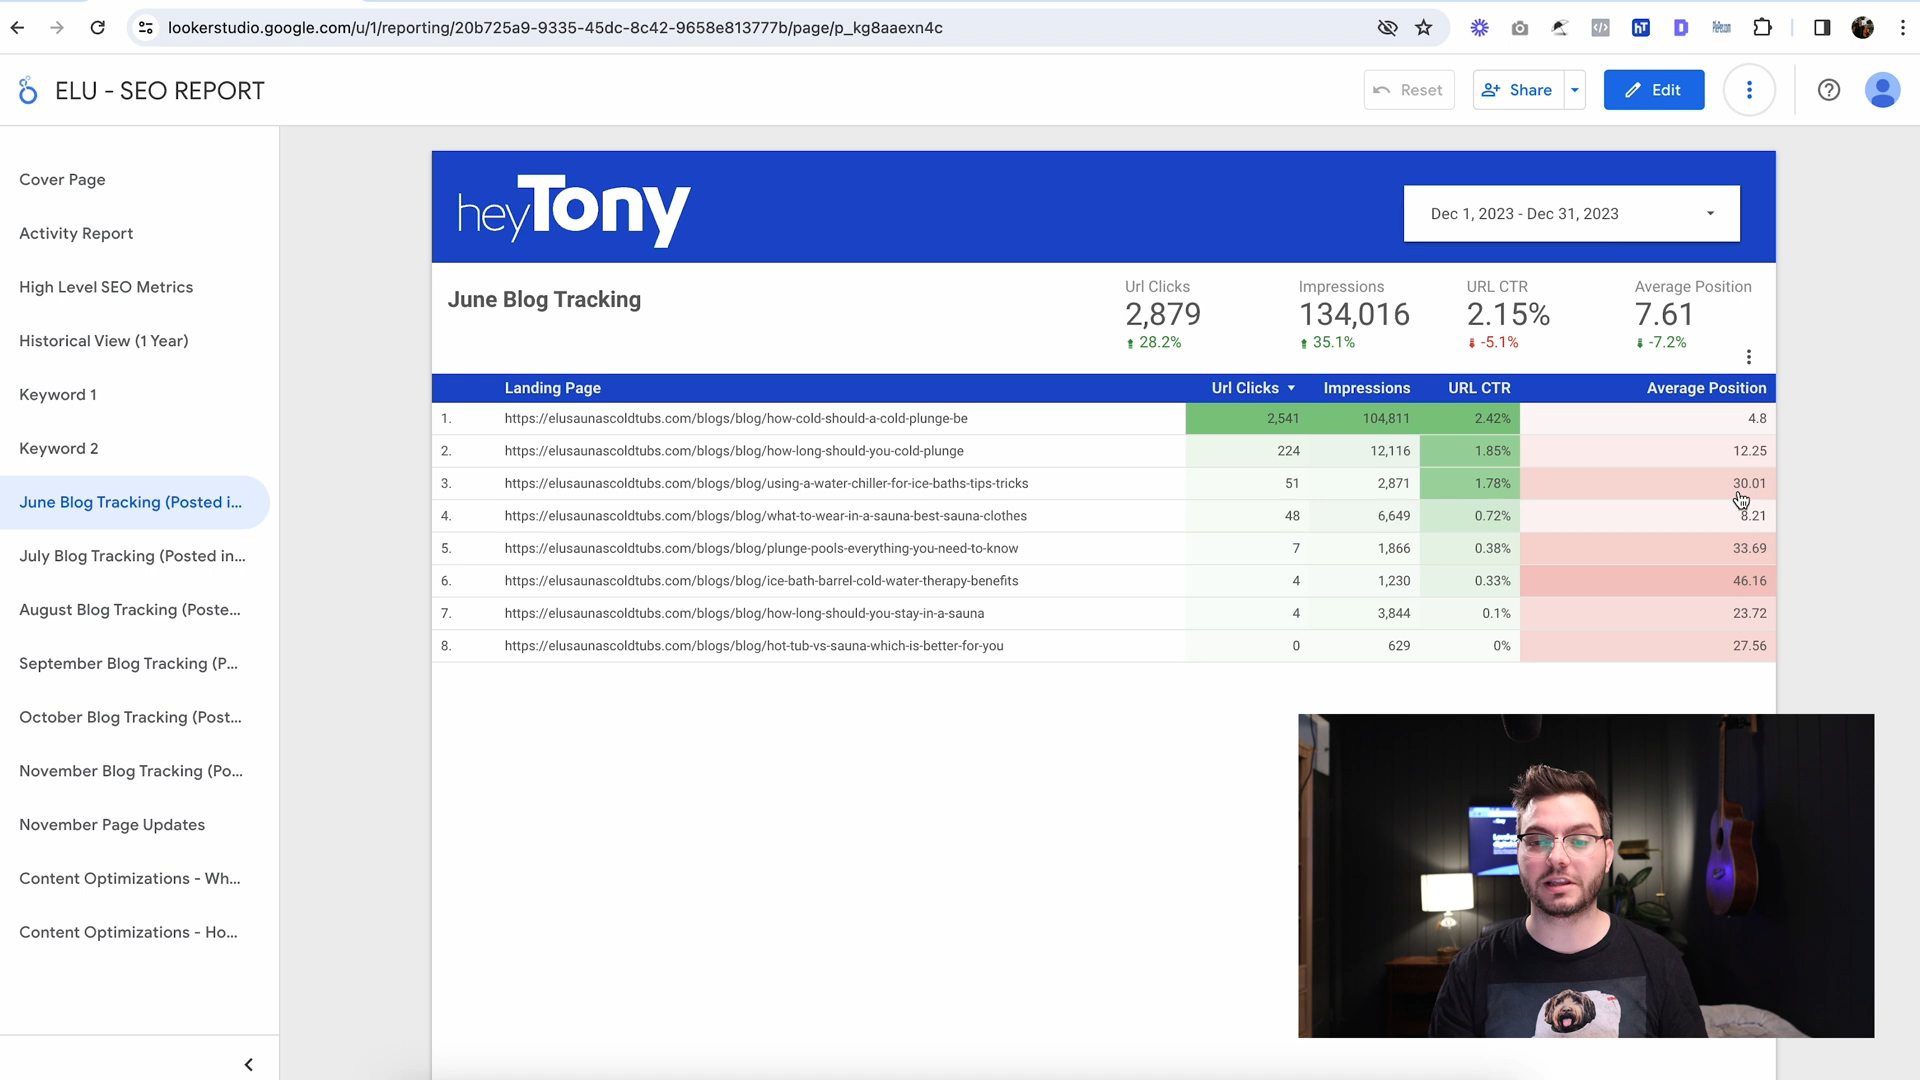 lookerstudio.google.com/u/1/reporting/20b725a9-9335-45dc-8c42-9658e813777b/page/p_kg8aaexn4c
hT
ELU - SEO REPORT
Reset
Share
Edit
Cover Page
Activity Report
High Level SEO Metrics
Historical View (1 Year)
Keyword 1
Keyword 2
June Blog Tracking (Posted i...
July Blog Tracking (Posted in...
August Blog Tracking (Poste...
September Blog Tracking (P...
October Blog Tracking (Post...
November Blog Tracking (Po...
November Page Updates
Content Optimizations - Wh...
Content Optimizations - Ho...
heyTony
Dec 1, 2023 - Dec 31, 2023
June Blog Tracking
Url Clicks
2,879
28.2%
Impressions
134,016
35.1%
URL CTR
2.15%
-5.1%
Average Position
7.61
-7.2%
Landing Page Url Clicks Impressions URL CTR Average Position
1. https://elusaunascoldtubs.com/blogs/blog/how-cold-should-a-cold-plunge-be 2,541 104,811 2.42% 4.8
2. https://elusaunascoldtubs.com/blogs/blog/how-long-should-you-cold-plunge 224 12,116 1.85% 12.25
3. https://elusaunascoldtubs.com/blogs/blog/using-a-water-chiller-for-ice-baths-tips-tricks 51 2,871 1.78% 30.01
4. https://elusaunascoldtubs.com/blogs/blog/what-to-wear-in-a-sauna-best-sauna-clothes 48 6,649 0.72% 8.21
5. https://elusaunascoldtubs.com/blogs/blog/plunge-pools-everything-you-need-to-know 7 1,866 0.38% 33.69
6. https://elusaunascoldtubs.com/blogs/blog/ice-bath-barrel-cold-water-therapy-benefits 4 1,230 0.33% 46.16
7. https://elusaunascoldtubs.com/blogs/blog/how-long-should-you-stay-in-a-sauna 4 3,844 0.1% 23.72
8. https://elusaunascoldtubs.com/blogs/blog/hot-tub-vs-sauna-which-is-better-for-you 0 629 0% 27.56